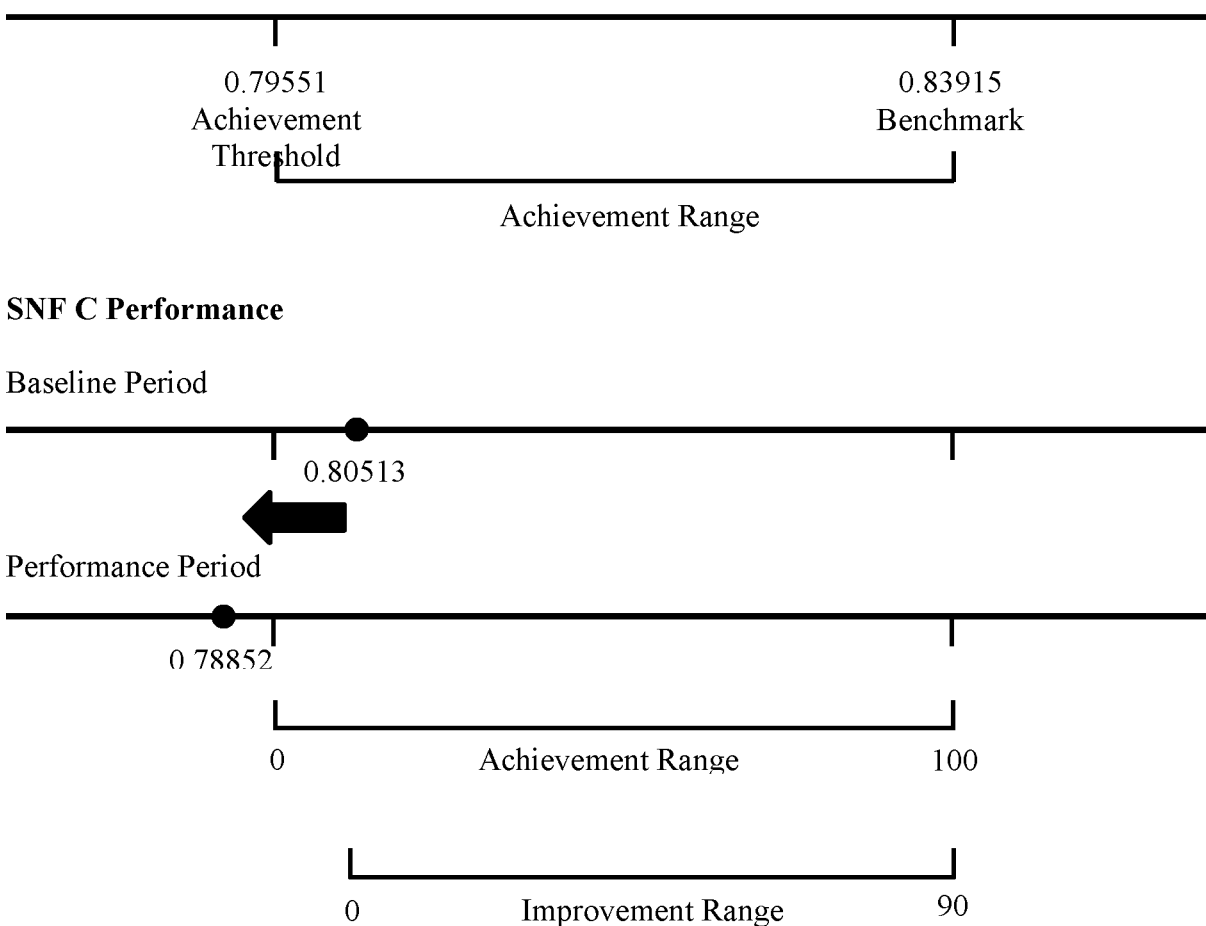 0.79551
Achievement
Threshold
0.83915
Benchmark
Achievement Range
SNF C Performance
Baseline Period
0.80513
Performance Period
0.78852
0
Achievement Range
100
0
Improvement Range
90